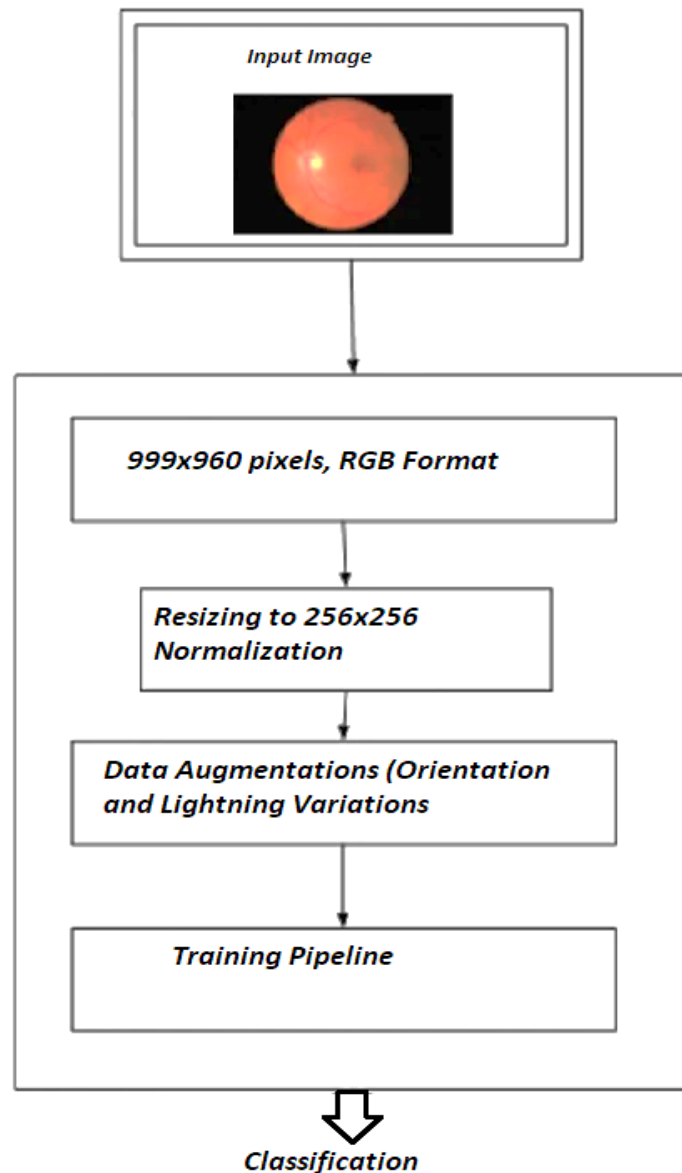 Input Image
999x960 pixels, RGB Format
Resizing to 256x256
Normalization
Data Augmentations (Orientation
and Lightning Variations
Training Pipeline
Classification